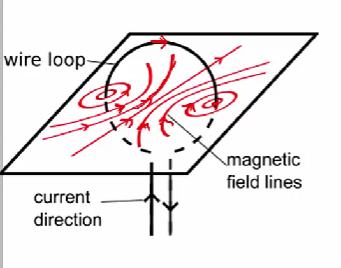 wire loop
magnetic
field lines
current
direction